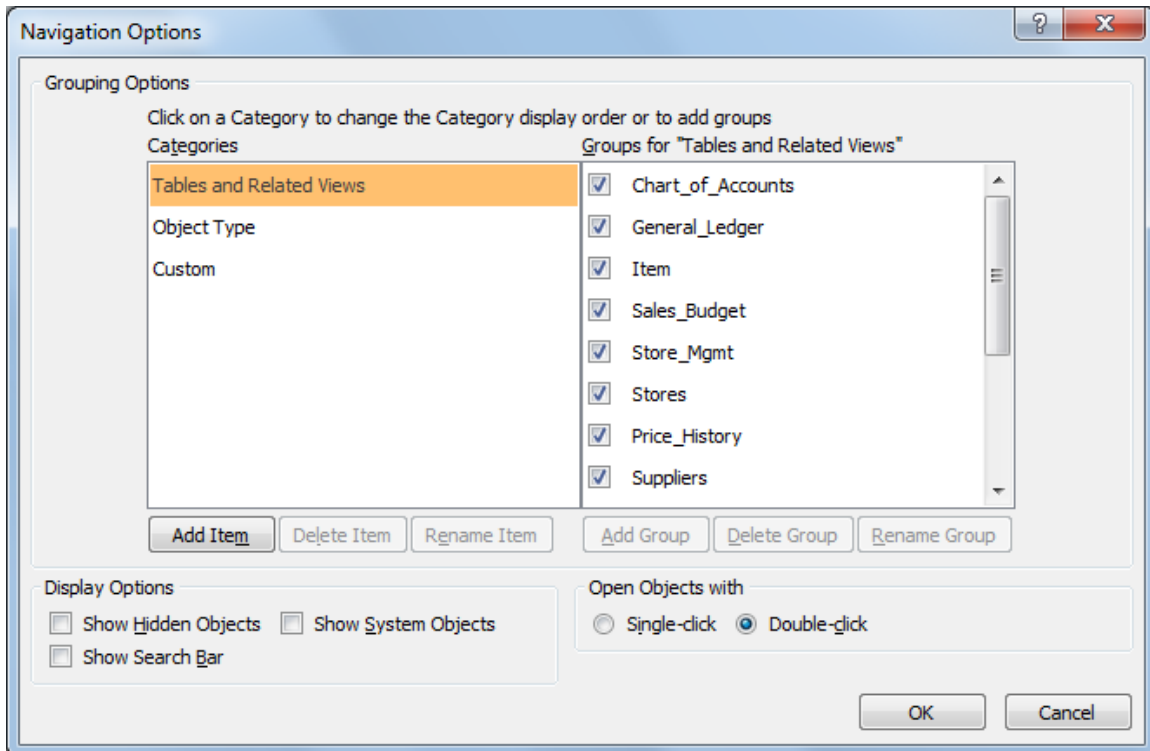 Navigation Options
?
X
Grouping Options
Click on a Category to change the Category display order or to add groups
Categories
Groups for "Tables and Related Views"
Tables and Related Views
Object Type
Custom
Chart_of_Accounts
General_Ledger
Item
Sales_Budget
Store_Mgmt
Stores
Price_History
Suppliers
Add Item
Delete Item
Rename Item
Add Group
Delete Group
Rename Group
Display Options
Show Hidden Objects
Show System Objects
Show Search Bar
Open Objects with
Single-click
Double-click
OK
Cancel